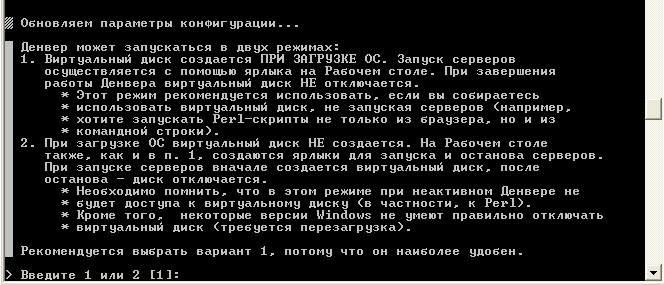 Обновляем параметры конфигурации...
Денвер может запускаться в двух режимах:
1. Виртуальный диск создается ПРИ ЗАГРУЗКЕ ОС. Запуск серверов
осуществляется с помощью ярлыка на Рабочем столе. При завершения
работы Денвера виртуальный диск НЕ отключается.
* Этот режим рекомендуется использовать, если вы собираетесь
* использовать виртуальный диск, не запуская серверов (например,
* хотите запускать Perl-скрипты не только из браузера, но и из
* командной строки).
2. При загрузке ОС виртуальный диск НЕ создается. На Рабочем столе
также, как и в п. 1, создаются ярлыки для запуска и останова серверов.
При запуске серверов вначале создается виртуальный диск, после
останова - диск отключается.
* Необходимо помнить, что в этом режиме при неактивном Денвере не
* будет доступа к виртуальному диску (в частности, к Perl).
* Кроме того,  некоторые версии Windows не умеют правильно отключать
* виртуальный диск (требуется перезагрузка).
Рекомендуется выбрать вариант 1, потому что он наиболее удобен.
> Введите 1 или 2 [1]: